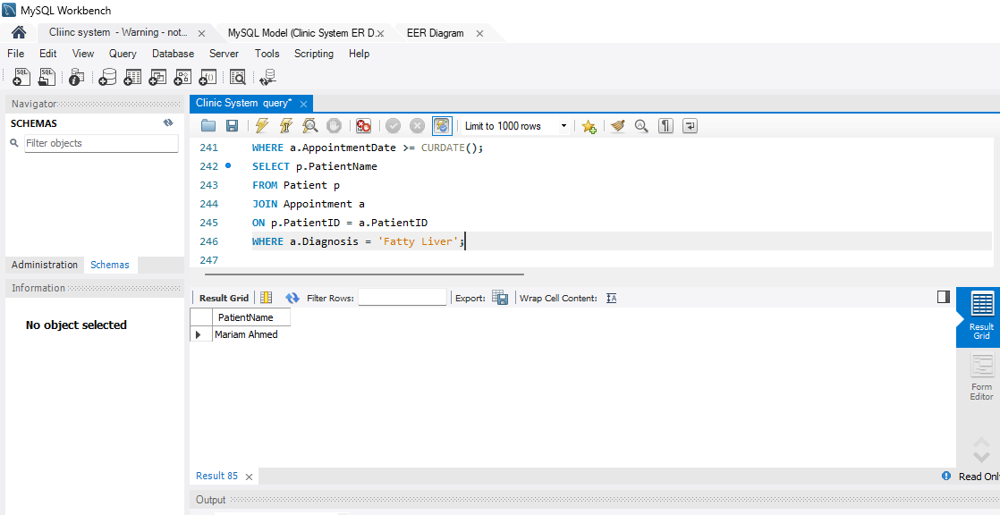 MySQL Workbench
Cliinc system - Warning - not... MySQL Model (Clinic System ER D... EER Diagram
File Edit View Query Database Server Tools Scripting Help
Navigator
SCHEMAS
Filter objects
Administration Schemas
Information
No object selected
Clinic System query*
Limit to 1000 rows
241 WHERE a.AppointmentDate >= CURDATE();
242 SELECT p.PatientName
243 FROM Patient p
244 JOIN Appointment a
245 ON p.PatientID = a.PatientID
246 WHERE a.Diagnosis = 'Fatty Liver';
247
Result Grid Filter Rows: Export: Wrap Cell Content:
PatientName
Mariam Ahmed
Result
Grid
Form
Editor
Result 85
Read Onl
Output